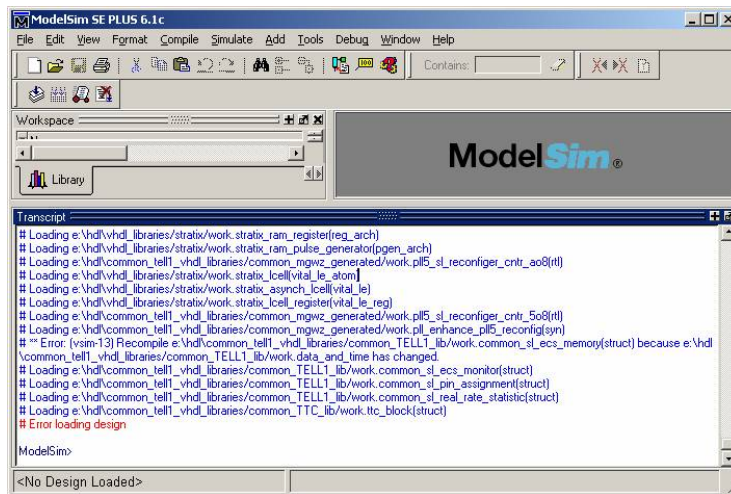 ModelSim SE PLUS 6.1c
File Edit View Format Compile Simulate Add Tools Debug Window Help
Contains:
Workspace
Library
ModelSim®
Transcript
# Loading e:\hdl\vhdl_libraries/stratix/work.stratix_ram_register(reg_arch)
# Loading e:\hdl\vhdl_libraries/stratix/work.stratix_ram_pulse_generator(pgen_arch)
# Loading e:\hdl\common_tell1_vhdl_libraries/common_mgwz_generated/work.pll5_sl_reconfiger_cntr_ao8(rtl)
# Loading e:\hdl\vhdl_libraries/stratix/work.stratix_lcell(vital_le_atom)
# Loading e:\hdl\vhdl_libraries/stratix/work.stratix_asynch_lcell(vital_le)
# Loading e:\hdl\vhdl_libraries/stratix/work.stratix_lcell_register(vital_le_reg)
# Loading e:\hdl\common_tell1_vhdl_libraries/common_mgwz_generated/work.pll5_sl_reconfiger_cntr_5o8(rtl)
# Loading e:\hdl\common_tell1_vhdl_libraries/common_mgwz_generated/work.pll_enhance_pll5_reconfig(syn)
# ** Error: (vsim-13) Recompile e:\hdl\common_tell1_vhdl_libraries/common_TELL1_lib/work.common_sl_ecs_memory(struct) because e:\hdl
\common_tell1_vhdl_libraries/common_TELL1_lib/work.data_and_time has changed.
# Loading e:\hdl\common_tell1_vhdl_libraries/common_TELL1_lib/work.common_sl_ecs_monitor(struct)
# Loading e:\hdl\common_tell1_vhdl_libraries/common_TELL1_lib/work.common_sl_pin_assignment(struct)
# Loading e:\hdl\common_tell1_vhdl_libraries/common_TELL1_lib/work.common_sl_real_rate_statistic(struct)
# Loading e:\hdl\common_tell1_vhdl_libraries/common_TTC_lib/work.ttc_block(struct)
# Error loading design
ModelSim>
<No Design Loaded>